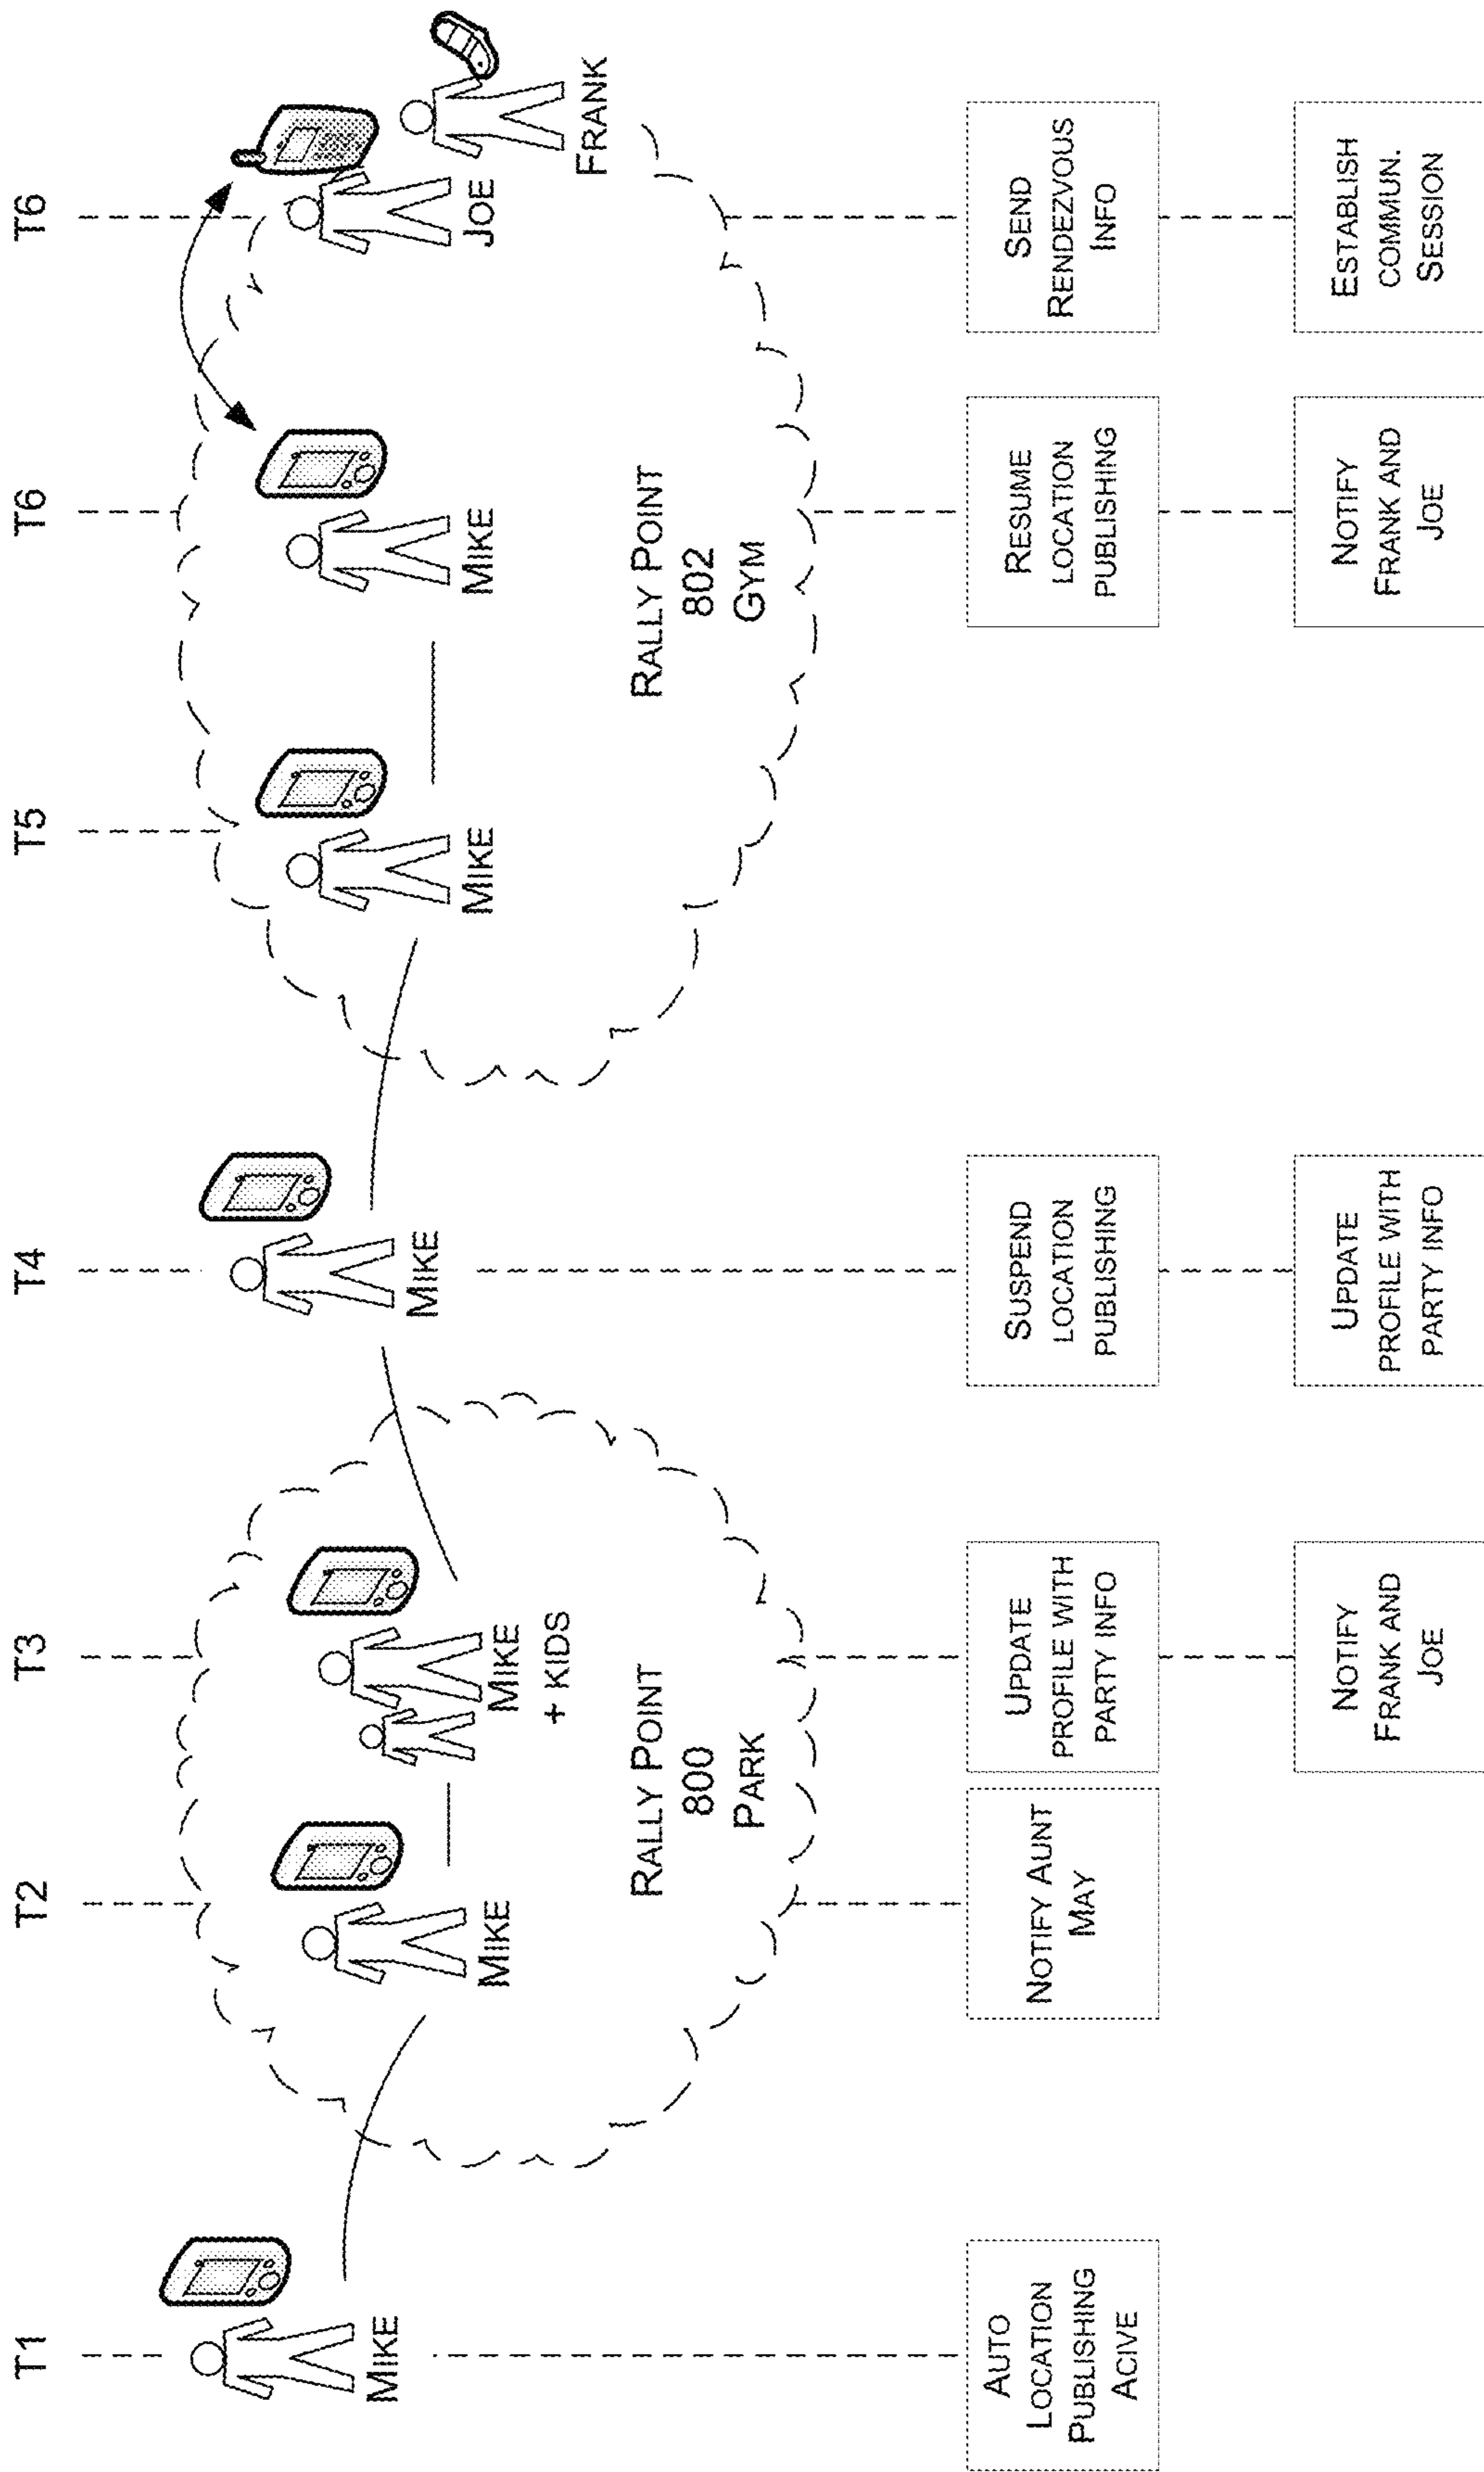 T1
T2
T3
T4
T5
T6
T6
MIKE
MIKE
MIKE
+ KIDS
MIKE
MIKE
MIKE
JOE
FRANK
RALLY POINT
800
PARK
RALLY POINT
802
GYM
AUTO
LOCATION
PUBLISHING
ACIVE
NOTIFY AUNT
MAY
UPDATE
PROFILE WITH
PARTY INFO
SUSPEND
LOCATION
PUBLISHING
RESUME
LOCATION
PUBLISHING
SEND
RENDEZVOUS
INFO
NOTIFY
FRANK AND
JOE
UPDATE
PROFILE WITH
PARTY INFO
NOTIFY
FRANK AND
JOE
ESTABLISH
COMMUN.
SESSION